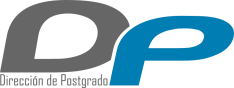 DP
Dirección de Postgrado